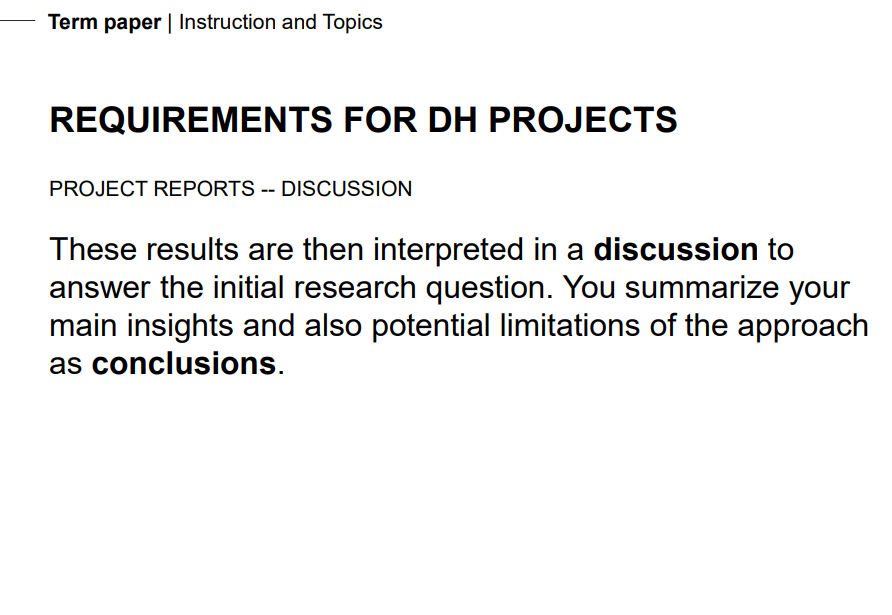 Term paper | Instruction and Topics
REQUIREMENTS FOR DH PROJECTS
PROJECT REPORTS -- DISCUSSION
These results are then interpreted in a discussion to
answer the initial research question. You summarize your
main insights and also potential limitations of the approach
as conclusions.